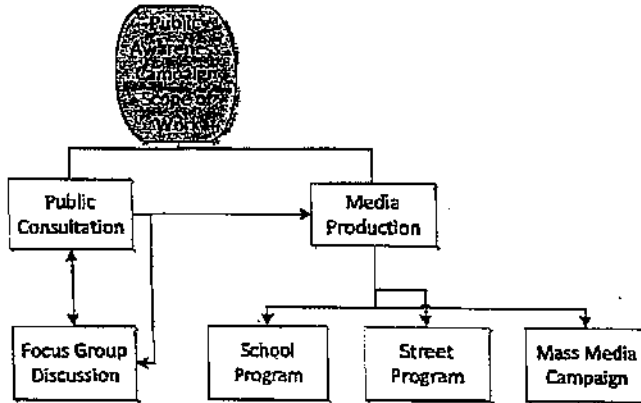 Public
Awareness
Campaign
Scope of
Work
Public
Consultation
Media
Production
Focus Group
Discussion
School
Program
Street
Program
Mass Media
Campaign